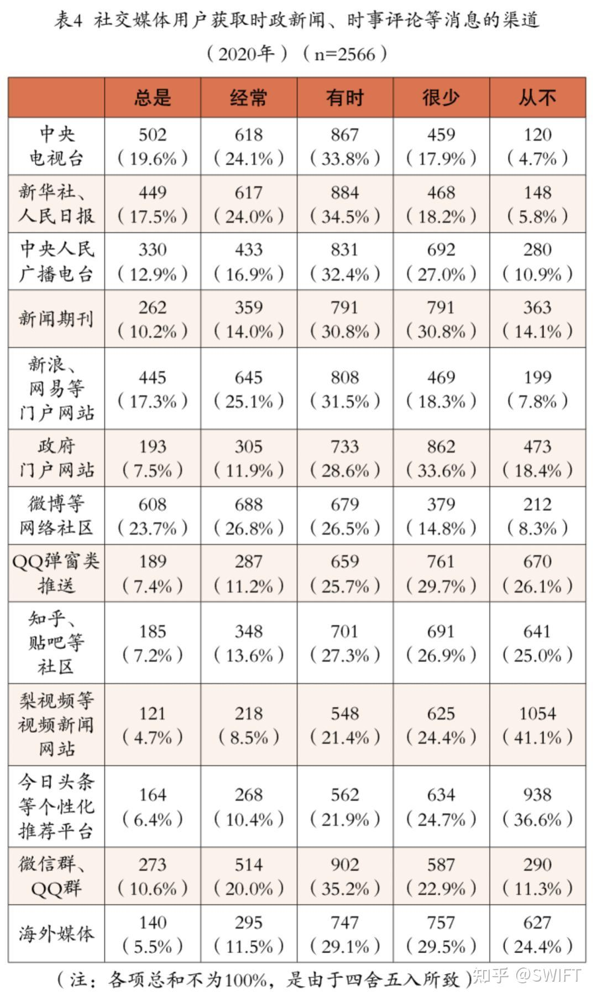 表4 社交媒体用户获取时政新闻、时事评论等消息的渠道
（2020年）（n=2566）
总是 经常 有时 很少 从不
中央
电视台
502 618 867 459 120
（19.6%）（24.1%）（33.8%）（17.9%）（4.7%）
新华社、
人民日报
449 617 884 468 148
（17.5%）（24.0%）（34.5%）（18.2%）（5.8%）
中央人民
广播电台
330 433 831 692 280
（12.9%）（16.9%）（32.4%）（27.0%）（10.9%）
新闻期刊
262 359 791 791 363
（10.2%）（14.0%）（30.8%）（30.8%）（14.1%）
新浪、
网易等
门户网站
445 645 808 469 199
（17.3%）（25.1%）（31.5%）（18.3%）（7.8%）
政府
门户网站
193 305 733 862 473
（7.5%）（11.9%）（28.6%）（33.6%）（18.4%）
微博等
网络社区
608 688 679 379 212
（23.7%）（26.8%）（26.5%）（14.8%）（8.3%）
QQ弹窗类
推送
189 287 659 761 670
（7.4%）（11.2%）（25.7%）（29.7%）（26.1%）
知乎、
贴吧等
社区
185 348 701 691 641
（7.2%）（13.6%）（27.3%）（26.9%）（25.0%）
梨视频等
视频新闻
网站
121 218 548 625 1054
（4.7%）（8.5%）（21.4%）（24.4%）（41.1%）
今日头条
等个性化
推荐平台
164 268 562 634 938
（6.4%）（10.4%）（21.9%）（24.7%）（36.6%）
微信群、
QQ群
273 514 902 587 290
（10.6%）（20.0%）（35.2%）（22.9%）（11.3%）
海外媒体
140 295 747 757 627
（5.5%）（11.5%）（29.1%）（29.5%）（24.4%）
（注：各项总和不为100%，是由于四舍五入所致）
知乎 @SWIFT